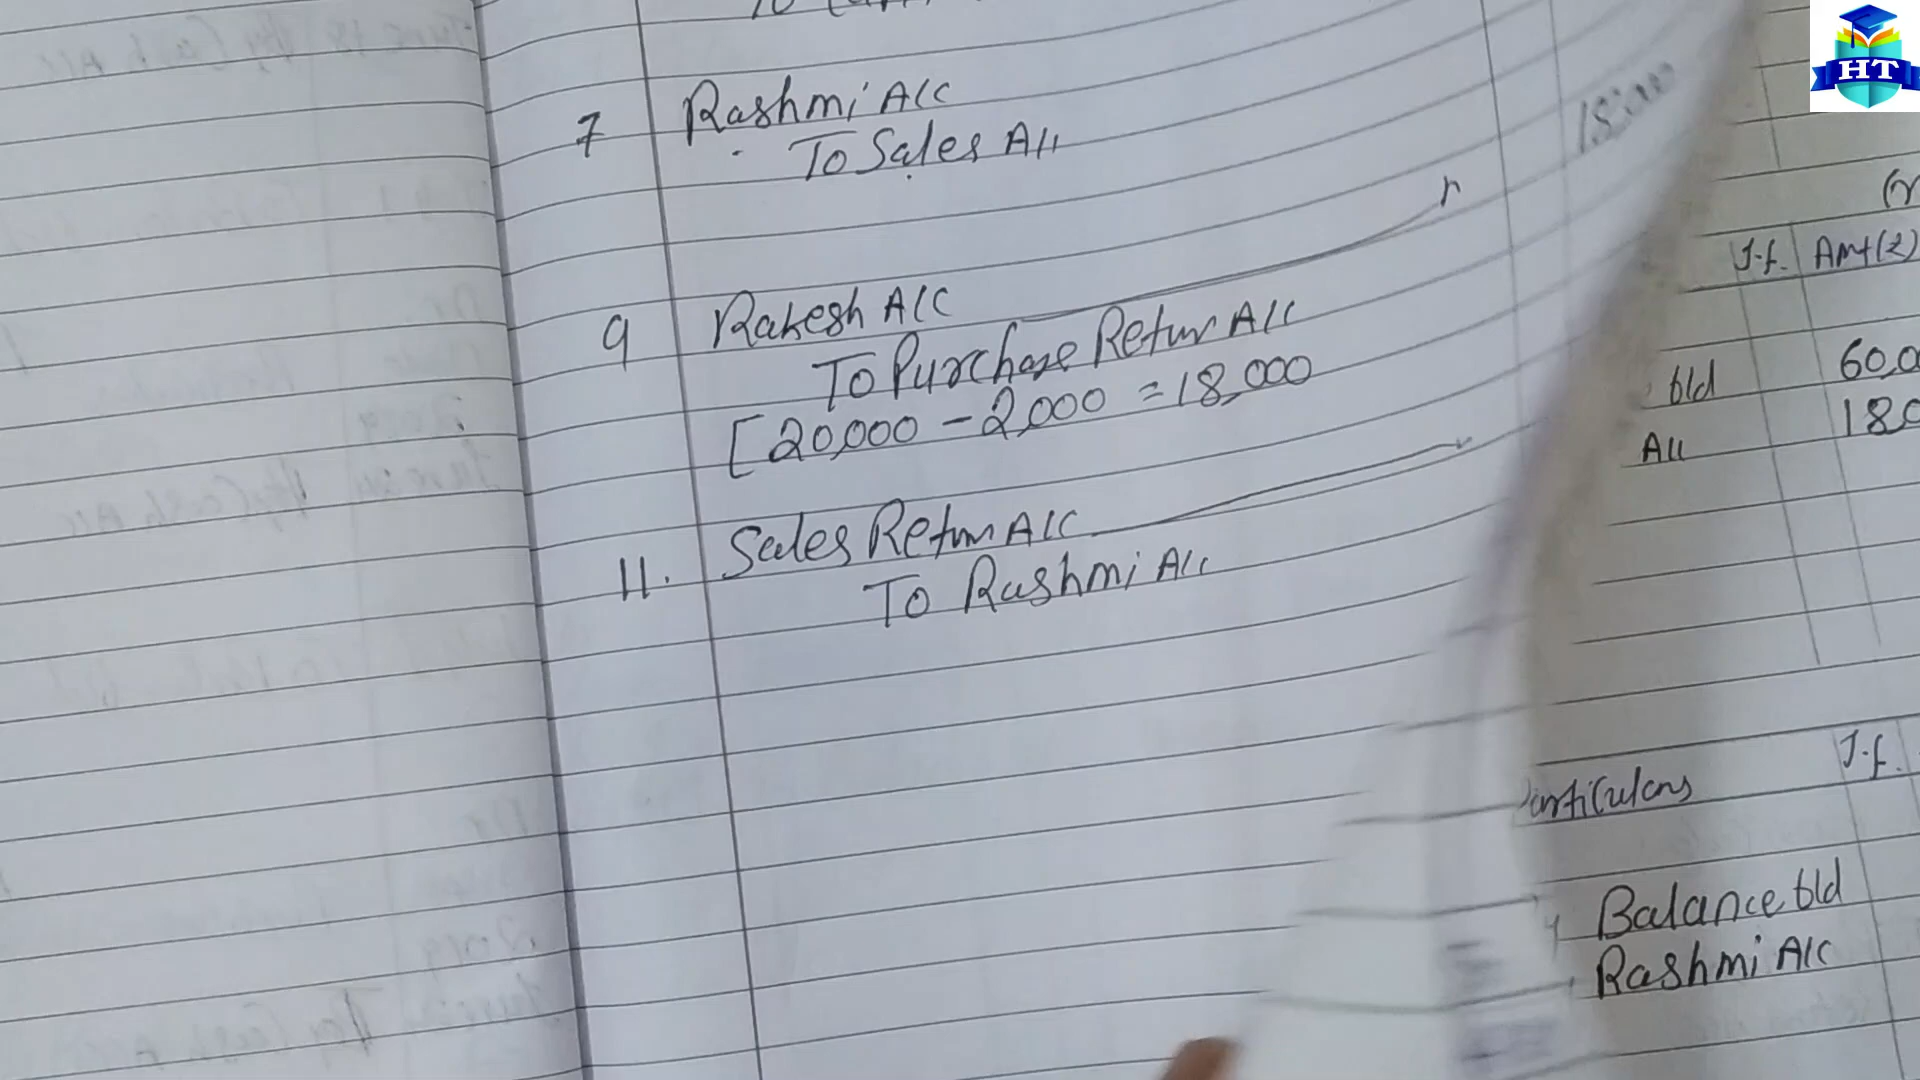 7 Rashmi A/C
To Sales A/c
9 Rakesh A/C
To Purchase Return A/c
[20,000 - 2,000 = 18,000
11. Sales Return A/C
To Rashmi A/c
J.f. Amt(₹)
b/d 60,0
A/c 18,0
J.f.
Particulars
Balance b/d
Rashmi A/C
HT